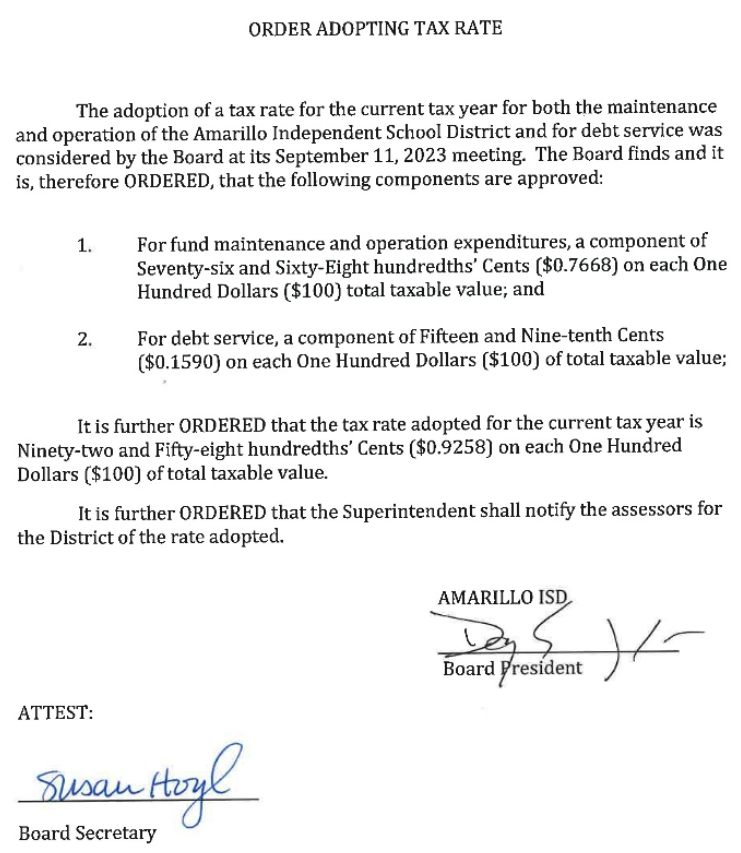 ORDER ADOPTING TAX RATE
The adoption of a tax rate for the current tax year for both the maintenance
and operation of the Amarillo Independent School District and for debt service was
considered by the Board at its September 11, 2023 meeting. The Board finds and it
is, therefore ORDERED, that the following components are approved:
1. For fund maintenance and operation expenditures, a component of
Seventy-six and Sixty-Eight hundredths' Cents ($0.7668) on each One
Hundred Dollars ($100) total taxable value; and
2. For debt service, a component of Fifteen and Nine-tenth Cents
($0.1590) on each One Hundred Dollars ($100) of total taxable value;
It is further ORDERED that the tax rate adopted for the current tax year is
Ninety-two and Fifty-eight hundredths' Cents ($0.9258) on each One Hundred
Dollars ($100) of total taxable value.
It is further ORDERED that the Superintendent shall notify the assessors for
the District of the rate adopted.
AMARILLO ISD
Board President
ATTEST:
Susan Hoyl
Board Secretary